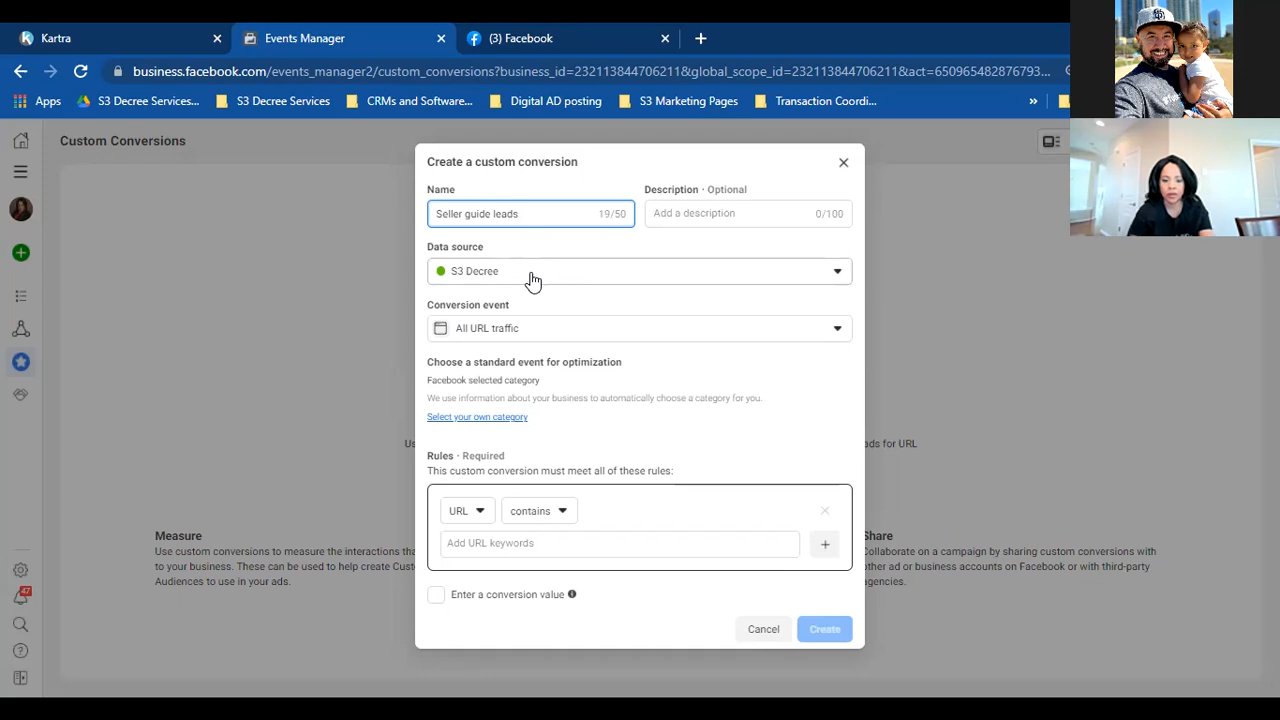 Kartra
Events Manager
(3) Facebook
business.facebook.com/events_manager2/custom_conversions?business_id=232113844706211&global_scope_id=232113844706211&act=650965482876793...
Apps
S3 Decree Services...
S3 Decree Services
CRMs and Software...
Digital AD posting
S3 Marketing Pages
Transaction Coordi...
»
Custom Conversions
Create a custom conversion
Name
Description · Optional
Seller guide leads 19/50
Add a description 0/100
Data source
S3 Decree
Conversion event
All URL traffic
Choose a standard event for optimization
Facebook selected category
We use information about your business to automatically choose a category for you.
Select your own category
Us
ads for URL
Rules · Required
This custom conversion must meet all of these rules:
URL
contains
Add URL keywords
Measure
Use custom conversions to measure the interactions tha
to your business. These can be used to help create Custo
Audiences to use in your ads.
Share
Collaborate on a campaign by sharing custom conversions with
other ad or business accounts on Facebook or with third-party
agencies.
47
Enter a conversion value
Cancel
Create